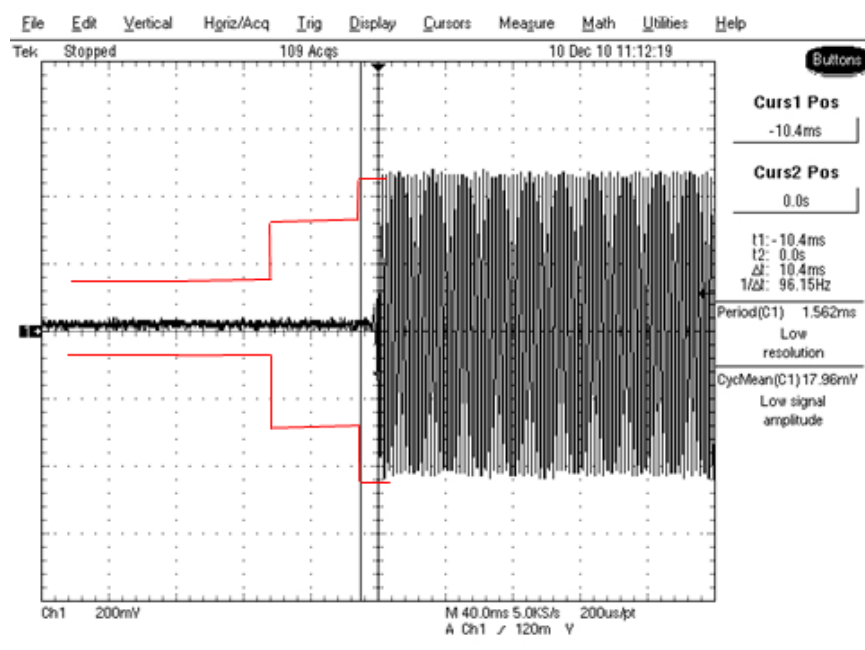 File Edit Vertical Horiz/Acq Trig Display Cursors Measure Math Utilities Help
Tek Stopped 109 Acqs 10 Dec 10 11:12:19
Buttons
Curs1 Pos
-10.4ms
Curs2 Pos
0.0s
t1: -10.4ms
t2: 0.0s
Δt: 10.4ms
1/Δt: 96.15Hz
Period(C1) 1.562ms
Low
resolution
CycMean(C1) 17.96mV
Low signal
amplitude
1
Ch1 200mV M 40.0ms 5.0KS/s 200us/pt
A Ch1 / 120m V